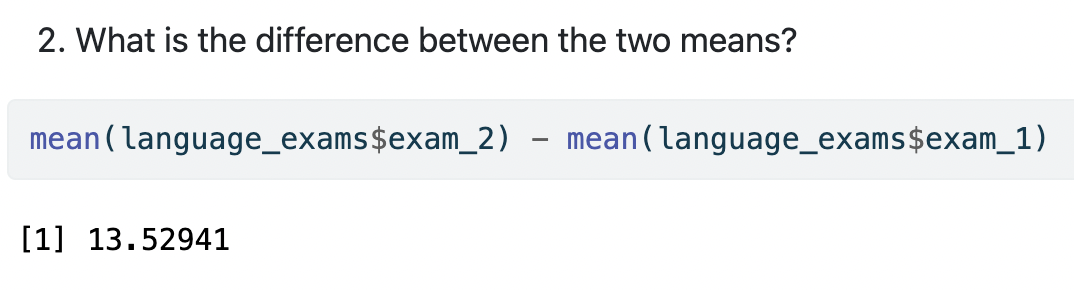 2. What is the difference between the two means?
mean(language_exams$exam_2) - mean(language_exams$exam_1)
[1] 13.52941